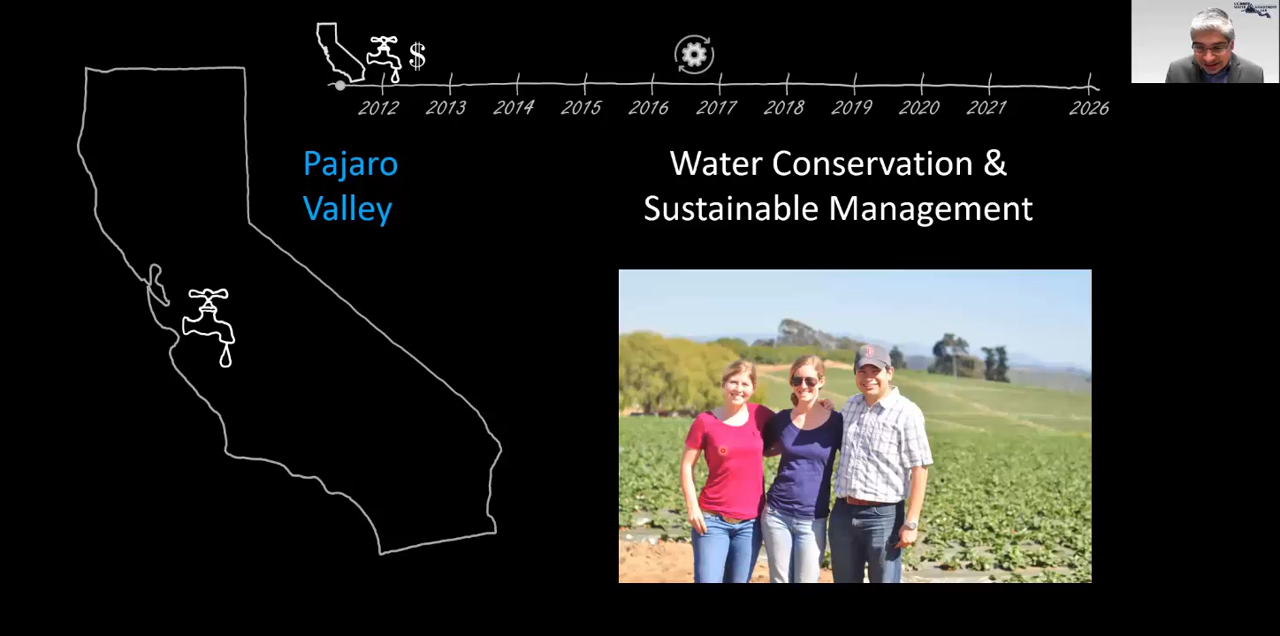 $
2012 2013 2014 2015 2016 2017 2018 2019 2020 2021 2026
Pajaro
Valley
Water Conservation &
Sustainable Management